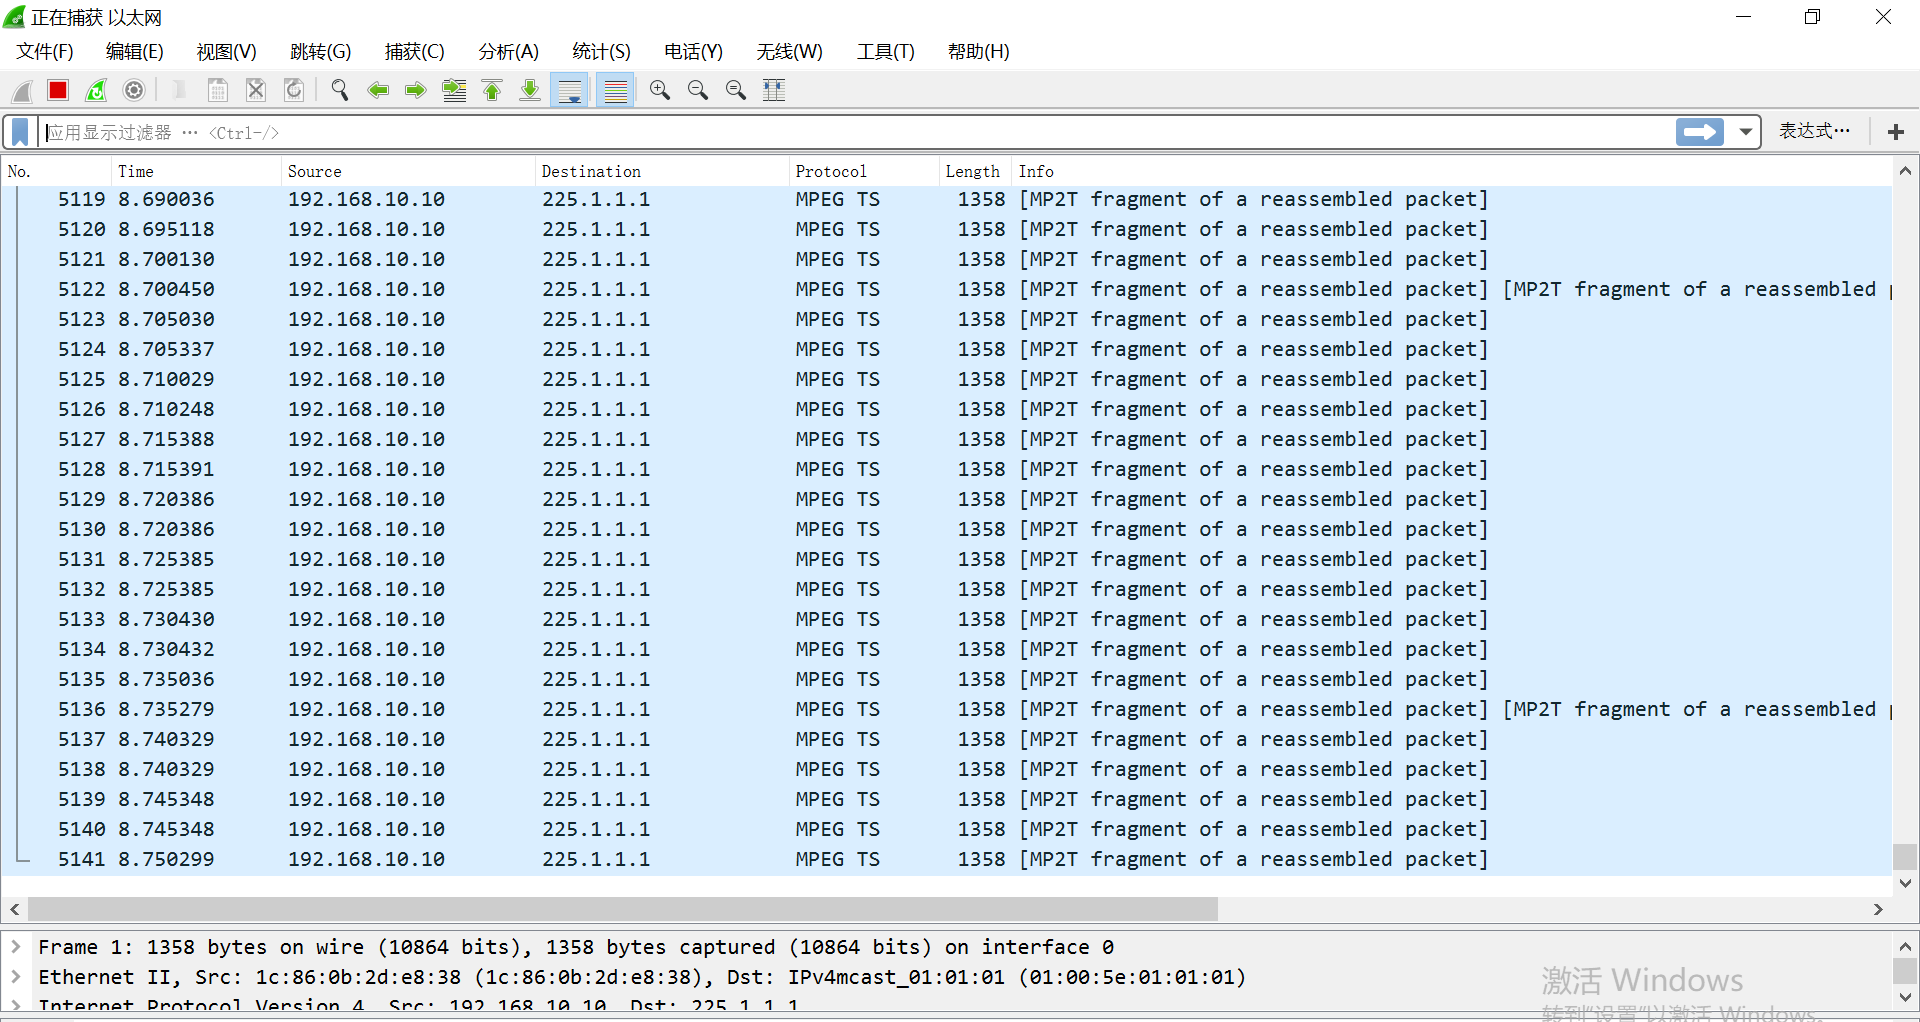 正在捕获 以太网
文件(F) 编辑(E) 视图(V) 跳转(G) 捕获(C) 分析(A) 统计(S) 电话(Y) 无线(W) 工具(T) 帮助(H)
应用显示过滤器 … <Ctrl-/> 表达式…
No. Time Source Destination Protocol Length Info
5119 8.690036 192.168.10.10 225.1.1.1 MPEG TS 1358 [MP2T fragment of a reassembled packet]
5120 8.695118 192.168.10.10 225.1.1.1 MPEG TS 1358 [MP2T fragment of a reassembled packet]
5121 8.700130 192.168.10.10 225.1.1.1 MPEG TS 1358 [MP2T fragment of a reassembled packet]
5122 8.700450 192.168.10.10 225.1.1.1 MPEG TS 1358 [MP2T fragment of a reassembled packet] [MP2T fragment of a reassembled
5123 8.705030 192.168.10.10 225.1.1.1 MPEG TS 1358 [MP2T fragment of a reassembled packet]
5124 8.705337 192.168.10.10 225.1.1.1 MPEG TS 1358 [MP2T fragment of a reassembled packet]
5125 8.710029 192.168.10.10 225.1.1.1 MPEG TS 1358 [MP2T fragment of a reassembled packet]
5126 8.710248 192.168.10.10 225.1.1.1 MPEG TS 1358 [MP2T fragment of a reassembled packet]
5127 8.715388 192.168.10.10 225.1.1.1 MPEG TS 1358 [MP2T fragment of a reassembled packet]
5128 8.715391 192.168.10.10 225.1.1.1 MPEG TS 1358 [MP2T fragment of a reassembled packet]
5129 8.720386 192.168.10.10 225.1.1.1 MPEG TS 1358 [MP2T fragment of a reassembled packet]
5130 8.720386 192.168.10.10 225.1.1.1 MPEG TS 1358 [MP2T fragment of a reassembled packet]
5131 8.725385 192.168.10.10 225.1.1.1 MPEG TS 1358 [MP2T fragment of a reassembled packet]
5132 8.725385 192.168.10.10 225.1.1.1 MPEG TS 1358 [MP2T fragment of a reassembled packet]
5133 8.730430 192.168.10.10 225.1.1.1 MPEG TS 1358 [MP2T fragment of a reassembled packet]
5134 8.730432 192.168.10.10 225.1.1.1 MPEG TS 1358 [MP2T fragment of a reassembled packet]
5135 8.735036 192.168.10.10 225.1.1.1 MPEG TS 1358 [MP2T fragment of a reassembled packet]
5136 8.735279 192.168.10.10 225.1.1.1 MPEG TS 1358 [MP2T fragment of a reassembled packet] [MP2T fragment of a reassembled
5137 8.740329 192.168.10.10 225.1.1.1 MPEG TS 1358 [MP2T fragment of a reassembled packet]
5138 8.740329 192.168.10.10 225.1.1.1 MPEG TS 1358 [MP2T fragment of a reassembled packet]
5139 8.745348 192.168.10.10 225.1.1.1 MPEG TS 1358 [MP2T fragment of a reassembled packet]
5140 8.745348 192.168.10.10 225.1.1.1 MPEG TS 1358 [MP2T fragment of a reassembled packet]
5141 8.750299 192.168.10.10 225.1.1.1 MPEG TS 1358 [MP2T fragment of a reassembled packet]
Frame 1: 1358 bytes on wire (10864 bits), 1358 bytes captured (10864 bits) on interface 0
Ethernet II, Src: 1c:86:0b:2d:e8:38 (1c:86:0b:2d:e8:38), Dst: IPv4mcast_01:01:01 (01:00:5e:01:01:01)
Internet Protocol Version 4, Src: 192.168.10.10, Dst: 225.1.1.1
激活 Windows
转到"设置"以激活 Windows。